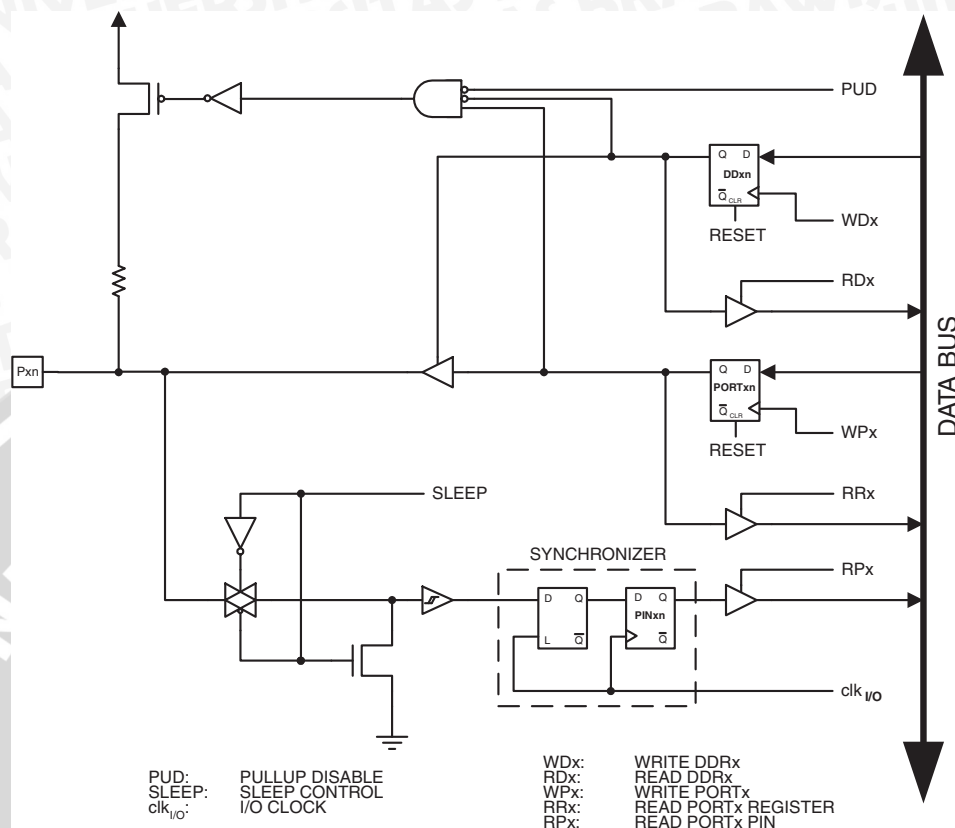 PUD
Q D
DDxn
Q CLR
WDx
RESET
RDx
Pxn
Q D
PORTxn
Q CLR
WPx
RESET
DATA BUS
SLEEP
RRx
SYNCHRONIZER
RPx
D Q
L Q
D Q
PINxn
Q
clk I/O
PUD: PULLUP DISABLE
SLEEP: SLEEP CONTROL
clkI/O: I/O CLOCK
WDx: WRITE DDRx
RDx: READ DDRx
WPx: WRITE PORTx
RRx: READ PORTx REGISTER
RPx: READ PORTx PIN